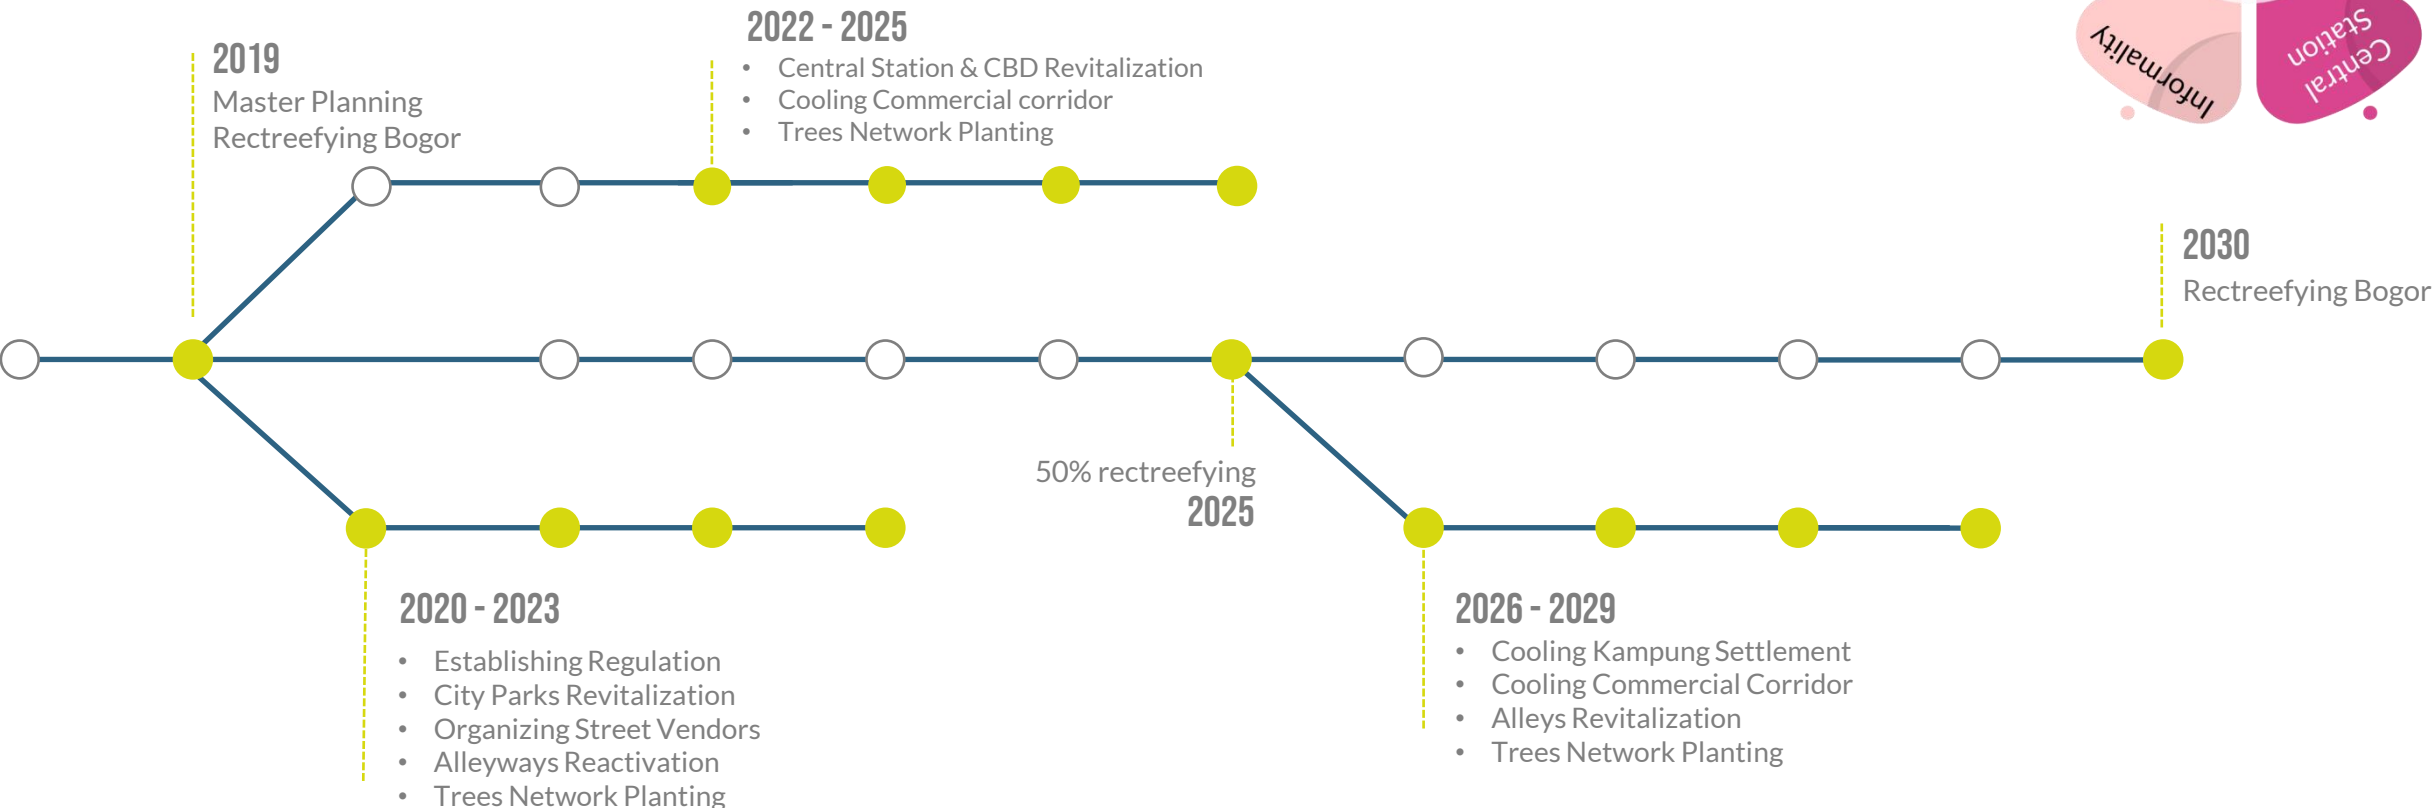 2019
Master Planning
Rectreefying Bogor
2022 - 2025
• Central Station & CBD Revitalization
• Cooling Commercial corridor
• Trees Network Planting
Informality
Central
Station
2030
Rectreefying Bogor
50% rectreefying
2025
2020 - 2023
• Establishing Regulation
• City Parks Revitalization
• Organizing Street Vendors
• Alleyways Reactivation
• Trees Network Planting
2026 - 2029
• Cooling Kampung Settlement
• Cooling Commercial Corridor
• Alleys Revitalization
• Trees Network Planting